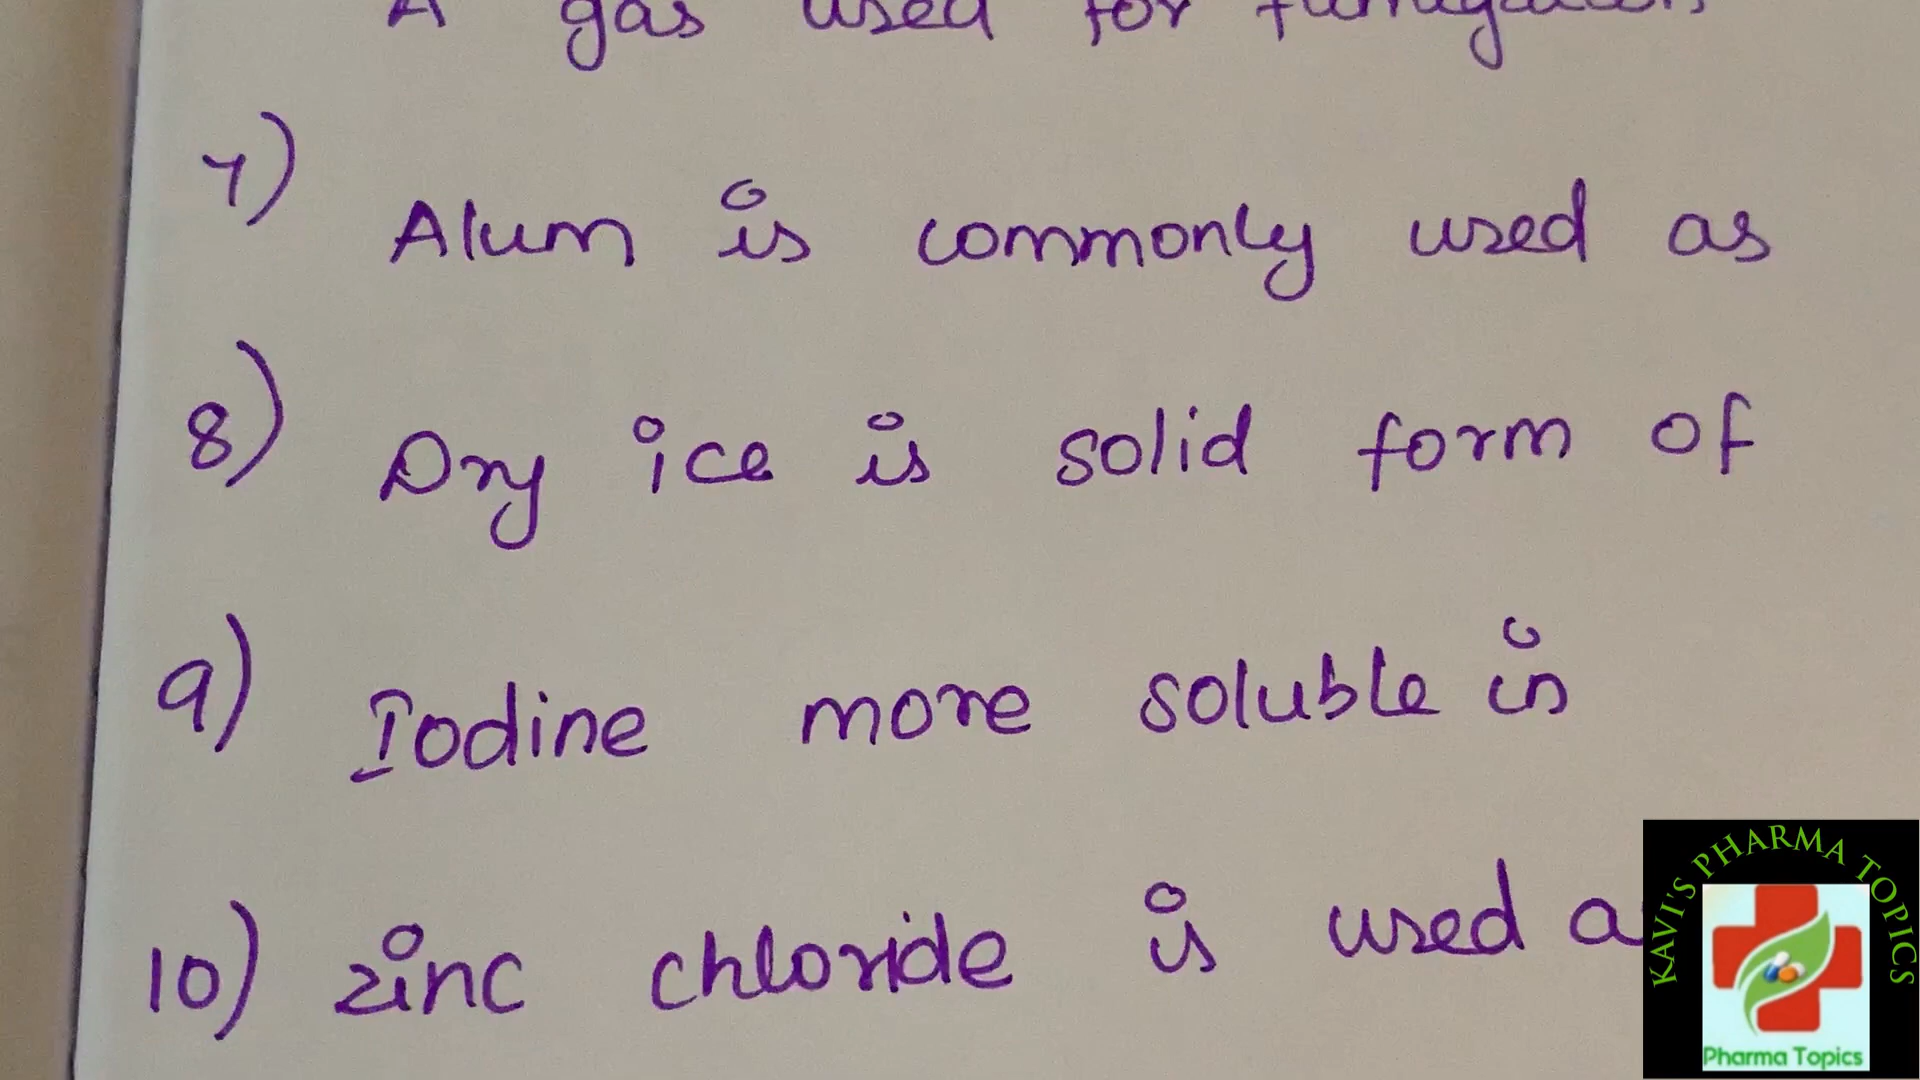 A gas used for fumigation
7) Alum is commonly used as
8) Dry ice is solid form of
9) Iodine more soluble in
10) zinc chloride is used a
KAVI'S PHARMA TOPICS
Pharma Topics